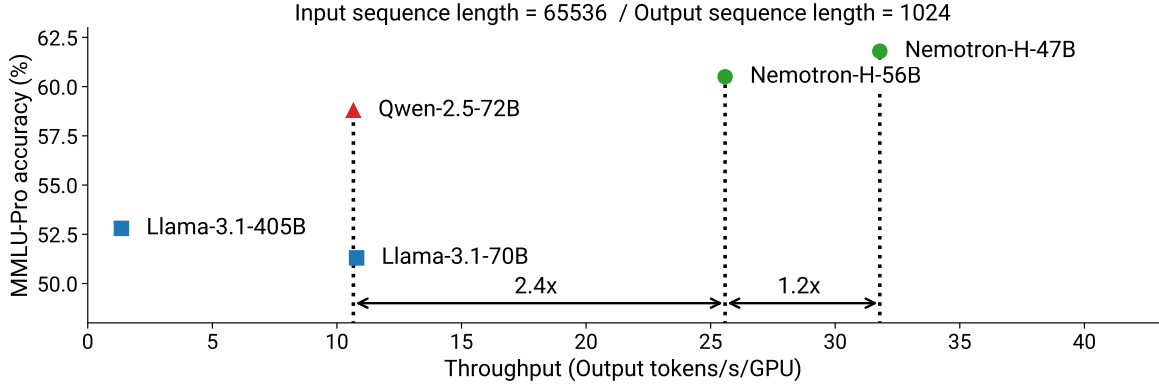 Input sequence length = 65536 / Output sequence length = 1024
MMLU-Pro accuracy (%)
62.5
60.0
57.5
55.0
52.5
50.0
Nemotron-H-47B
Nemotron-H-56B
Qwen-2.5-72B
Llama-3.1-405B
Llama-3.1-70B
2.4x
1.2x
0
5
10
15
20
25
30
35
40
Throughput (Output tokens/s/GPU)